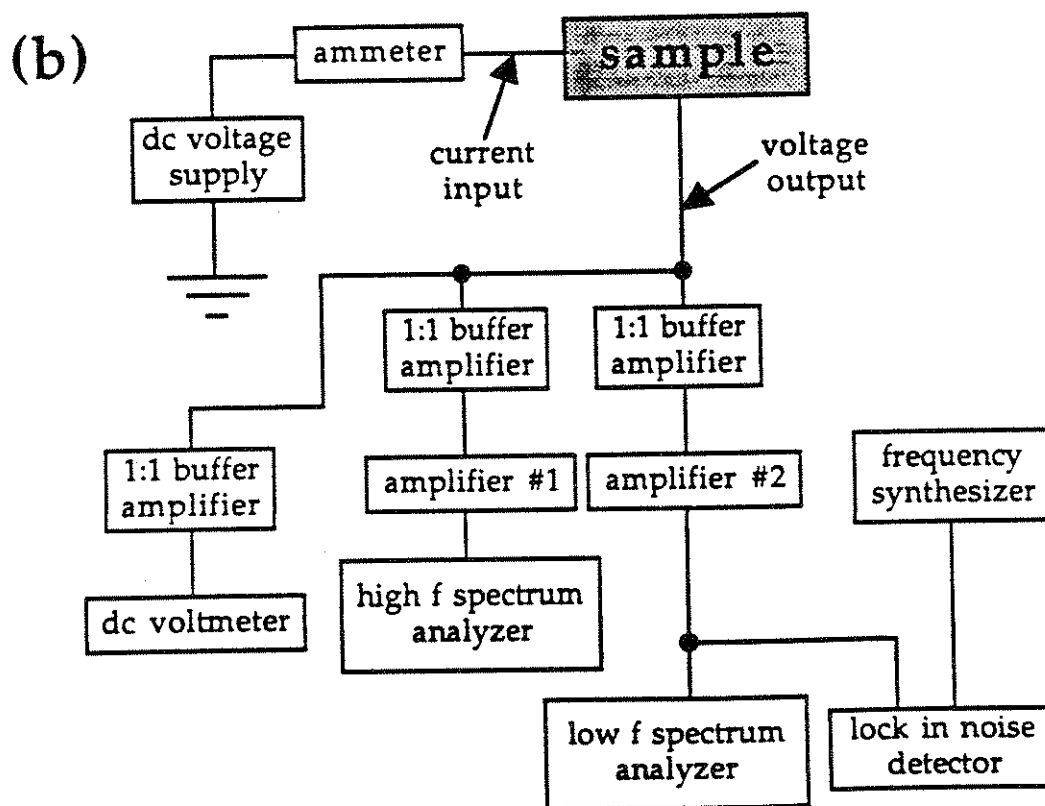 (b)
ammeter
sample
dc voltage
supply
current
input
voltage
output
1:1 buffer
amplifier
1:1 buffer
amplifier
1:1 buffer
amplifier
amplifier #1
amplifier #2
frequency
synthesizer
dc voltmeter
high f spectrum
analyzer
low f spectrum
analyzer
lock in noise
detector